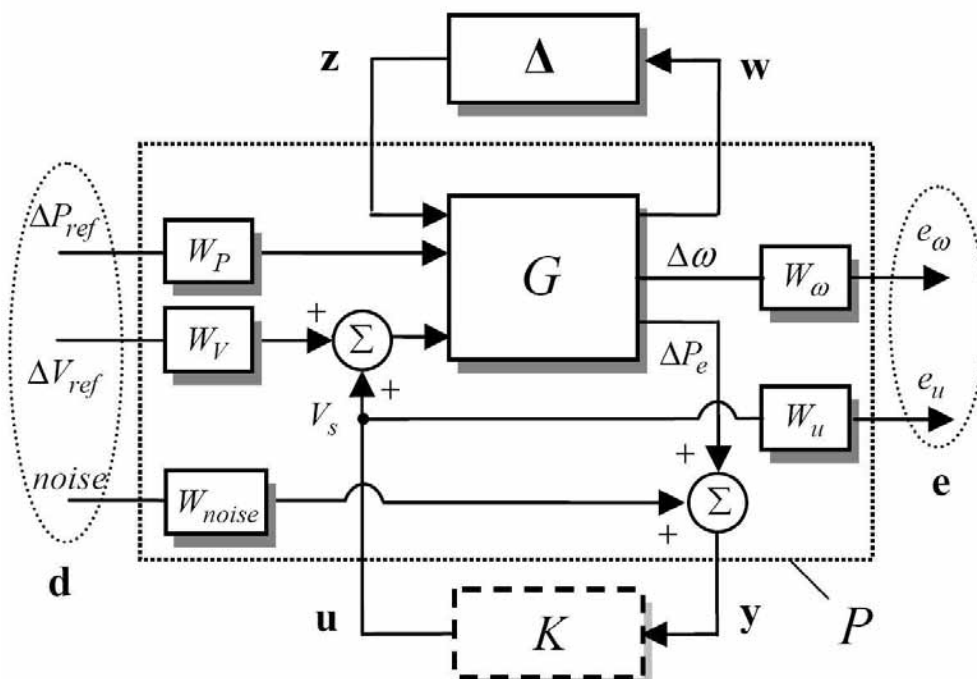 z
Δ
w
ΔP_ref
W_P
G
Δω
W_ω
e_ω
W_V
+
Σ
+
ΔV_ref
V_s
ΔP_e
W_u
e_u
noise
W_noise
+
Σ
+
e
d
u
K
y
P